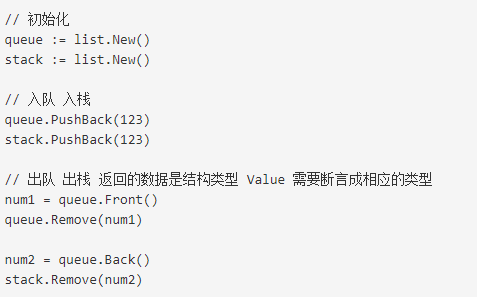 // 初始化
queue := list.New()
stack := list.New()
// 入队 入栈
queue.PushBack(123)
stack.PushBack(123)
// 出队 出栈 返回的数据是结构类型 Value 需要断言成相应的类型
num1 = queue.Front()
queue.Remove(num1)
num2 = queue.Back()
stack.Remove(num2)